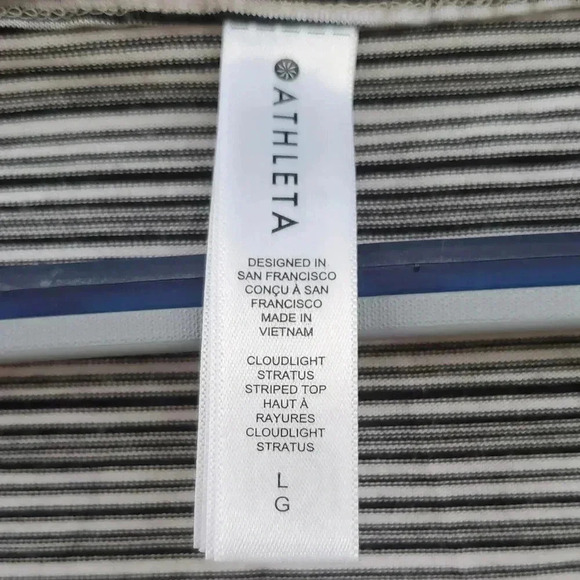 ATHLETA
DESIGNED IN
SAN FRANCISCO
CONÇU À SAN
FRANCISCO
MADE IN
VIETNAM
CLOUDLIGHT
STRATUS
STRIPED TOP
HAUT À
RAYURES
CLOUDLIGHT
STRATUS
L
G